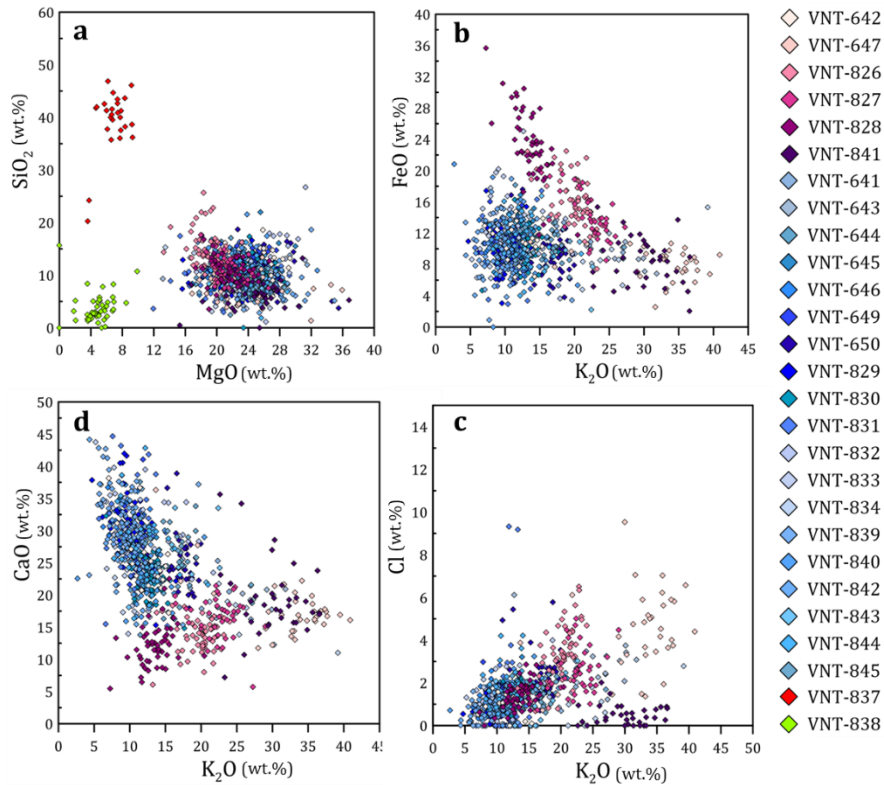 a
SiO2 (wt.%)
60
50
40
30
20
10
0
0 4 8 12 16 20 24 28 32 36 40
MgO (wt.%)
b
FeO (wt.%)
40
36
32
28
24
20
16
12
8
4
0
0 5 10 15 20 25 30 35 40 45
K2O (wt.%)
d
CaO (wt.%)
50
45
40
35
30
25
20
15
10
5
0
0 5 10 15 20 25 30 35 40 45
K2O (wt.%)
c
Cl (wt.%)
14
12
10
8
6
4
2
0
0 5 10 15 20 25 30 35 40 45 50
K2O (wt.%)
VNT-642
VNT-647
VNT-826
VNT-827
VNT-828
VNT-841
VNT-641
VNT-643
VNT-644
VNT-645
VNT-646
VNT-649
VNT-650
VNT-829
VNT-830
VNT-831
VNT-832
VNT-833
VNT-834
VNT-839
VNT-840
VNT-842
VNT-843
VNT-844
VNT-845
VNT-837
VNT-838